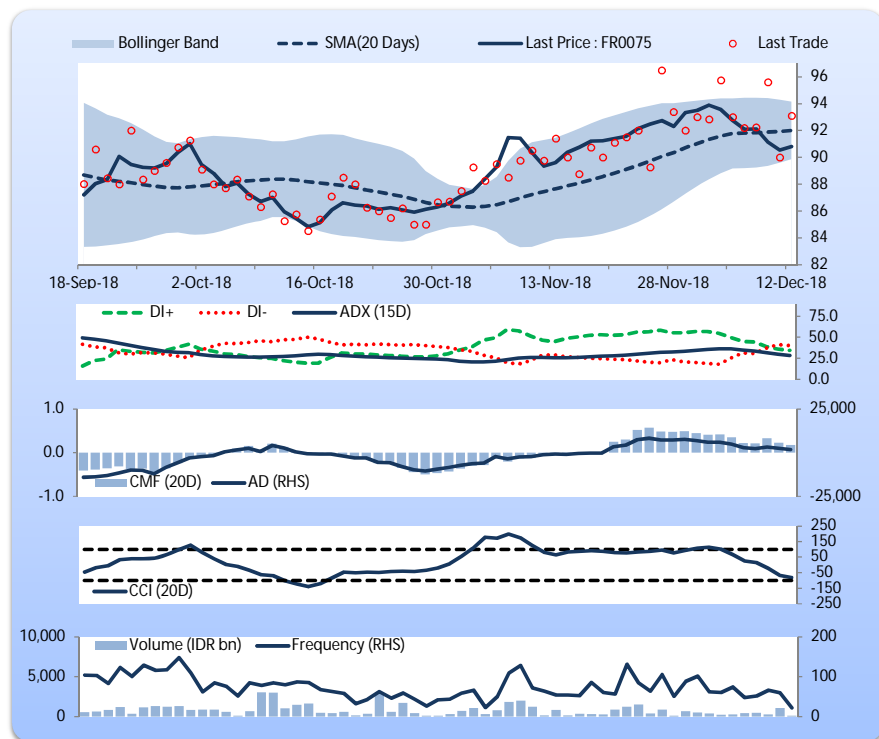 Bollinger Band
SMA(20 Days)
Last Price : FR0075
Last Trade
96
94
92
90
88
86
84
82
18-Sep-18
2-Oct-18
16-Oct-18
30-Oct-18
13-Nov-18
28-Nov-18
12-Dec-18
DI+
DI-
ADX (15D)
75.0
50.0
25.0
0.0
1.0
0.0
-1.0
25,000
0
-25,000
CMF (20D)
AD (RHS)
250
150
50
-50
-150
-250
CCI (20D)
10,000
5,000
0
Volume (IDR bn)
Frequency (RHS)
200
100
0